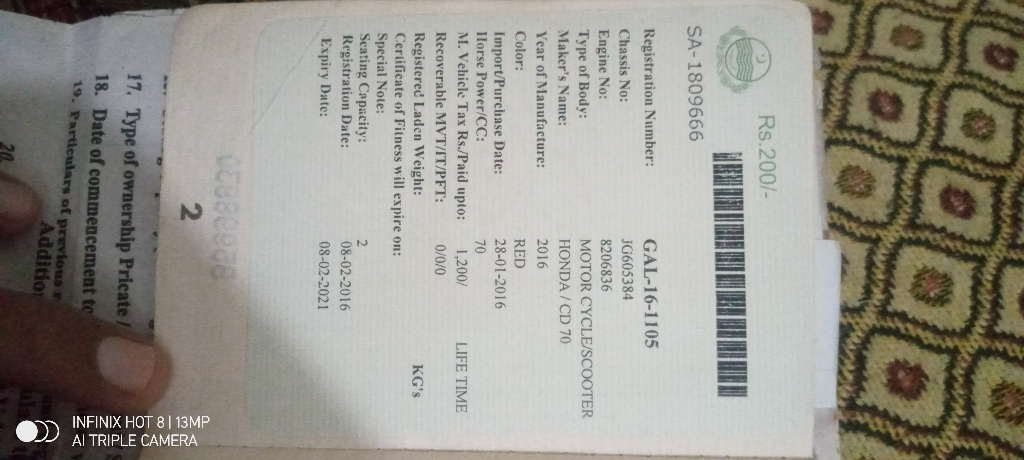 Rs.200/-
SA-1809666
Registration Number: GAL-16-1105
Chassis No: JG605384
Engine No: 8206836
Type of Body: MOTOR CYCLE/SCOOTER
Maker's Name: HONDA / CD 70
Year of Manufacture: 2016
Color: RED
Import/Purchase Date: 28-01-2016
Horse Power/CC: 70
M. Vehicle Tax Rs./Paid upto: 1,200/ LIFE TIME
Recoverable MVT/IT/PFT: 0/0/0
Registered Laden Weight: KG's
Certificate of Fitness will expire on:
Special Note:
Seating Capacity: 2
Registration Date: 08-02-2016
Expiry Date: 08-02-2021
2
17. Type of ownership Pricate /
18. Date of commencement to
19. Particulars of previous
Addition
20.
INFINIX HOT 8 | 13MP
AI TRIPLE CAMERA